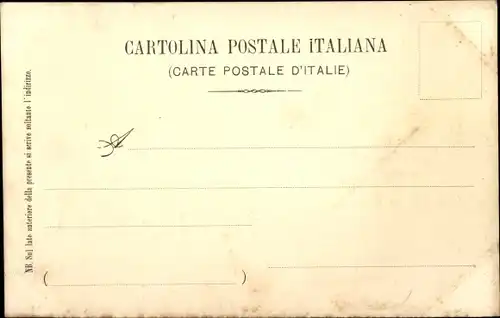 CARTOLINA POSTALE ITALIANA
(CARTE POSTALE D'ITALIE)
A
( )
NB. Sul lato anteriore della presente si scrive soltanto l'indirizzo.